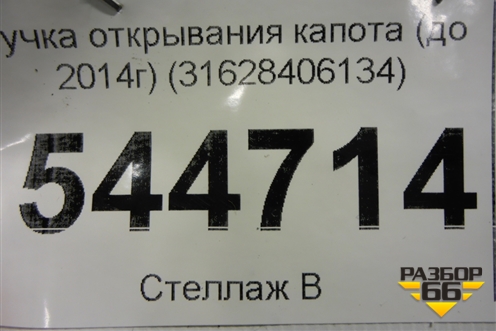 учка открывания капота (до
2014г) (31628406134)
544714
Стеллаж В
РАЗБОР
66